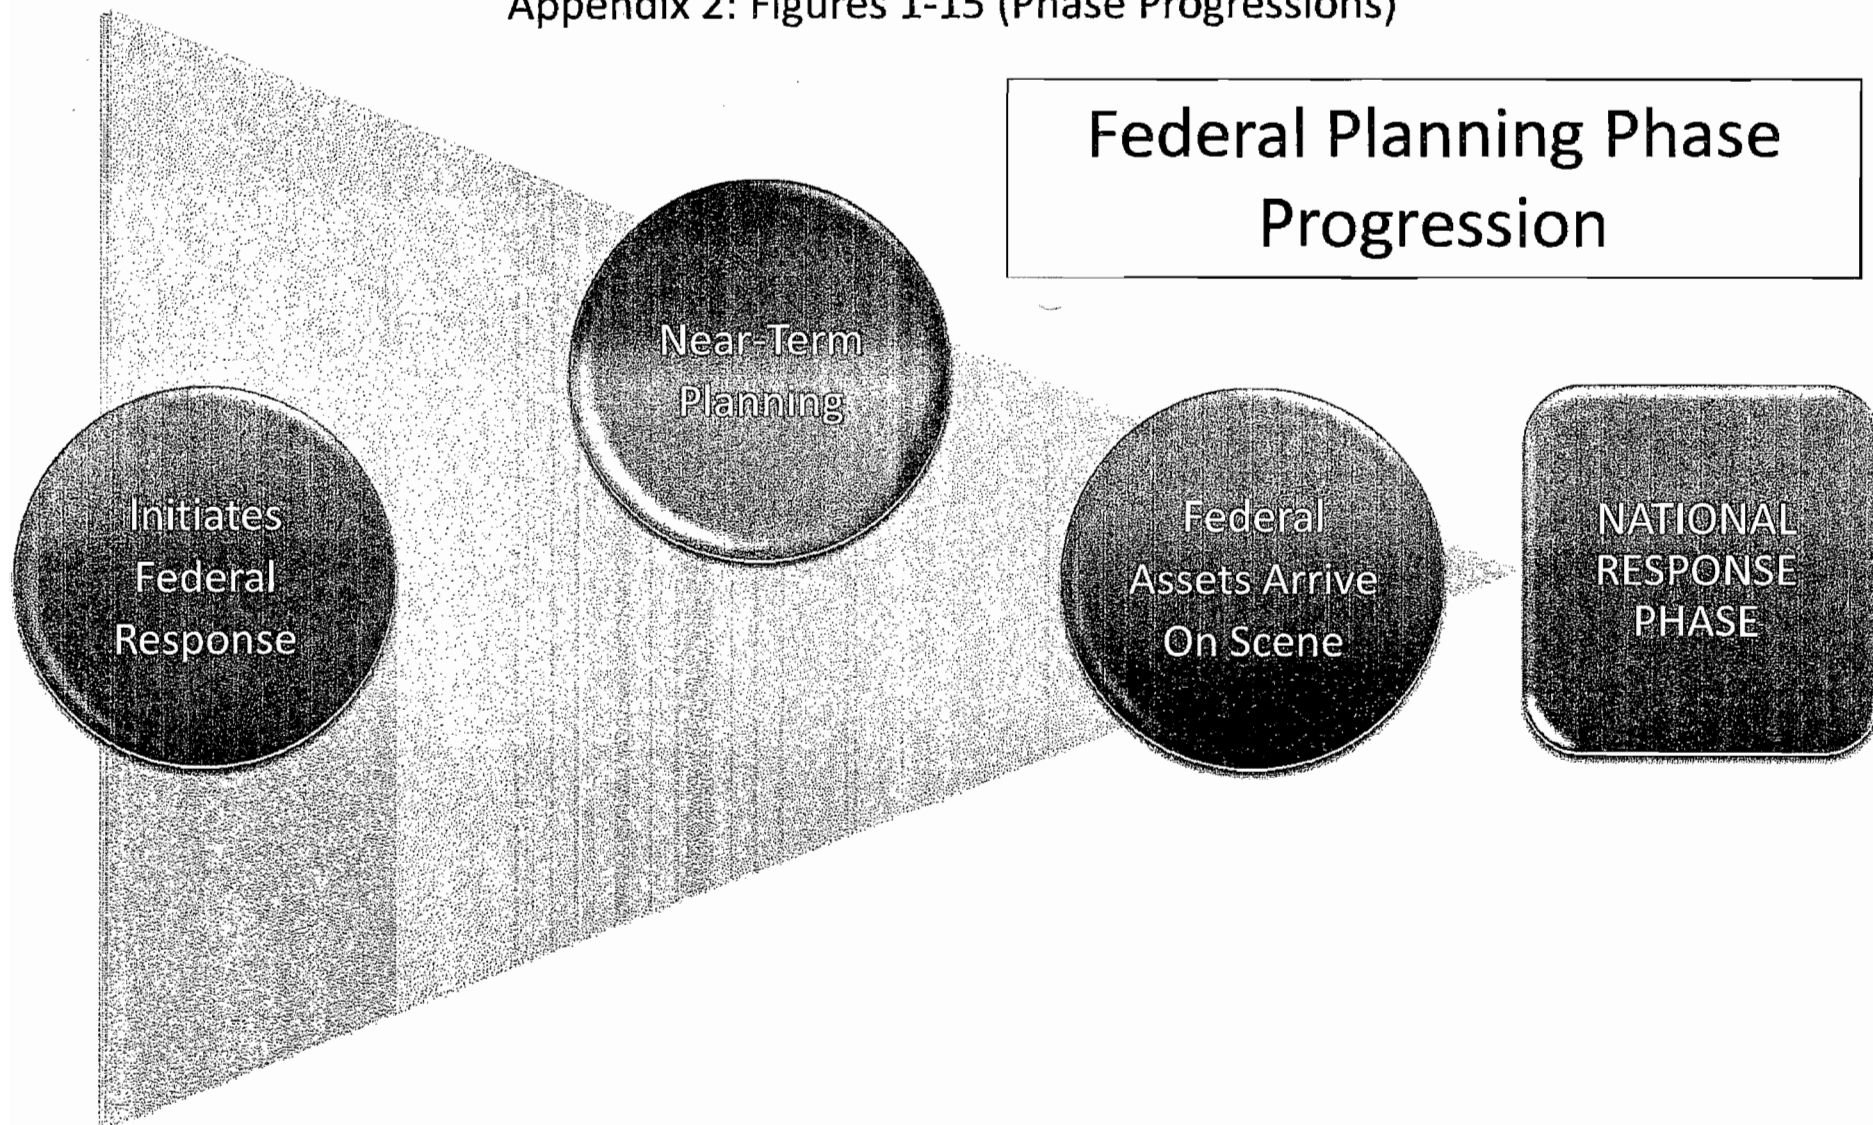 Appendix 2: Figures 1-15 (Phase Progressions)
Federal Planning Phase
Progression
Near-Term
Planning
Initiates
Federal
Response
Federal
Assets Arrive
On Scene
NATIONAL
RESPONSE
PHASE